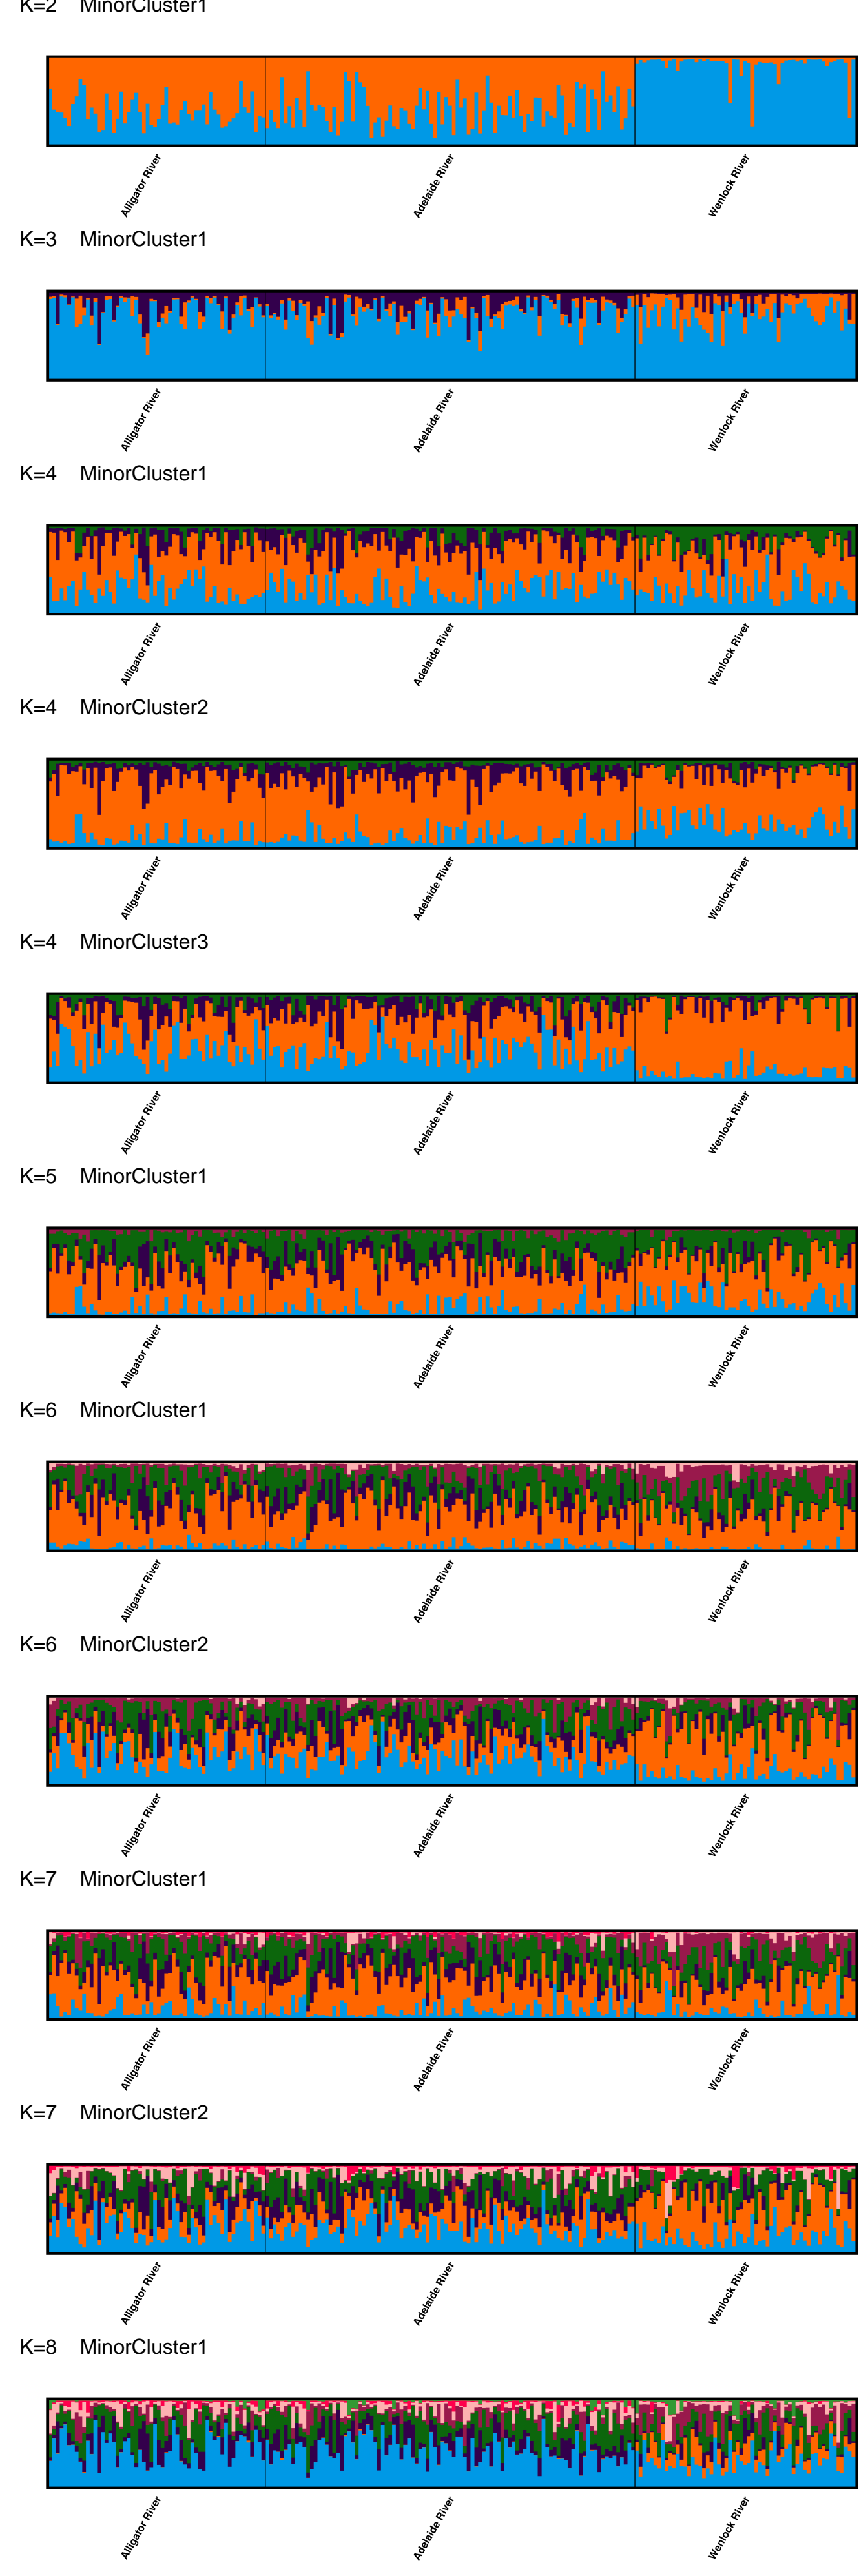 K=2 MinorCluster1
Alligator River
Adelaide River
Wenlock River
K=3 MinorCluster1
Alligator River
Adelaide River
Wenlock River
K=4 MinorCluster1
Alligator River
Adelaide River
Wenlock River
K=4 MinorCluster2
Alligator River
Adelaide River
Wenlock River
K=4 MinorCluster3
Alligator River
Adelaide River
Wenlock River
K=5 MinorCluster1
Alligator River
Adelaide River
Wenlock River
K=6 MinorCluster1
Alligator River
Adelaide River
Wenlock River
K=6 MinorCluster2
Alligator River
Adelaide River
Wenlock River
K=7 MinorCluster1
Alligator River
Adelaide River
Wenlock River
K=7 MinorCluster2
Alligator River
Adelaide River
Wenlock River
K=8 MinorCluster1
Alligator River
Adelaide River
Wenlock River